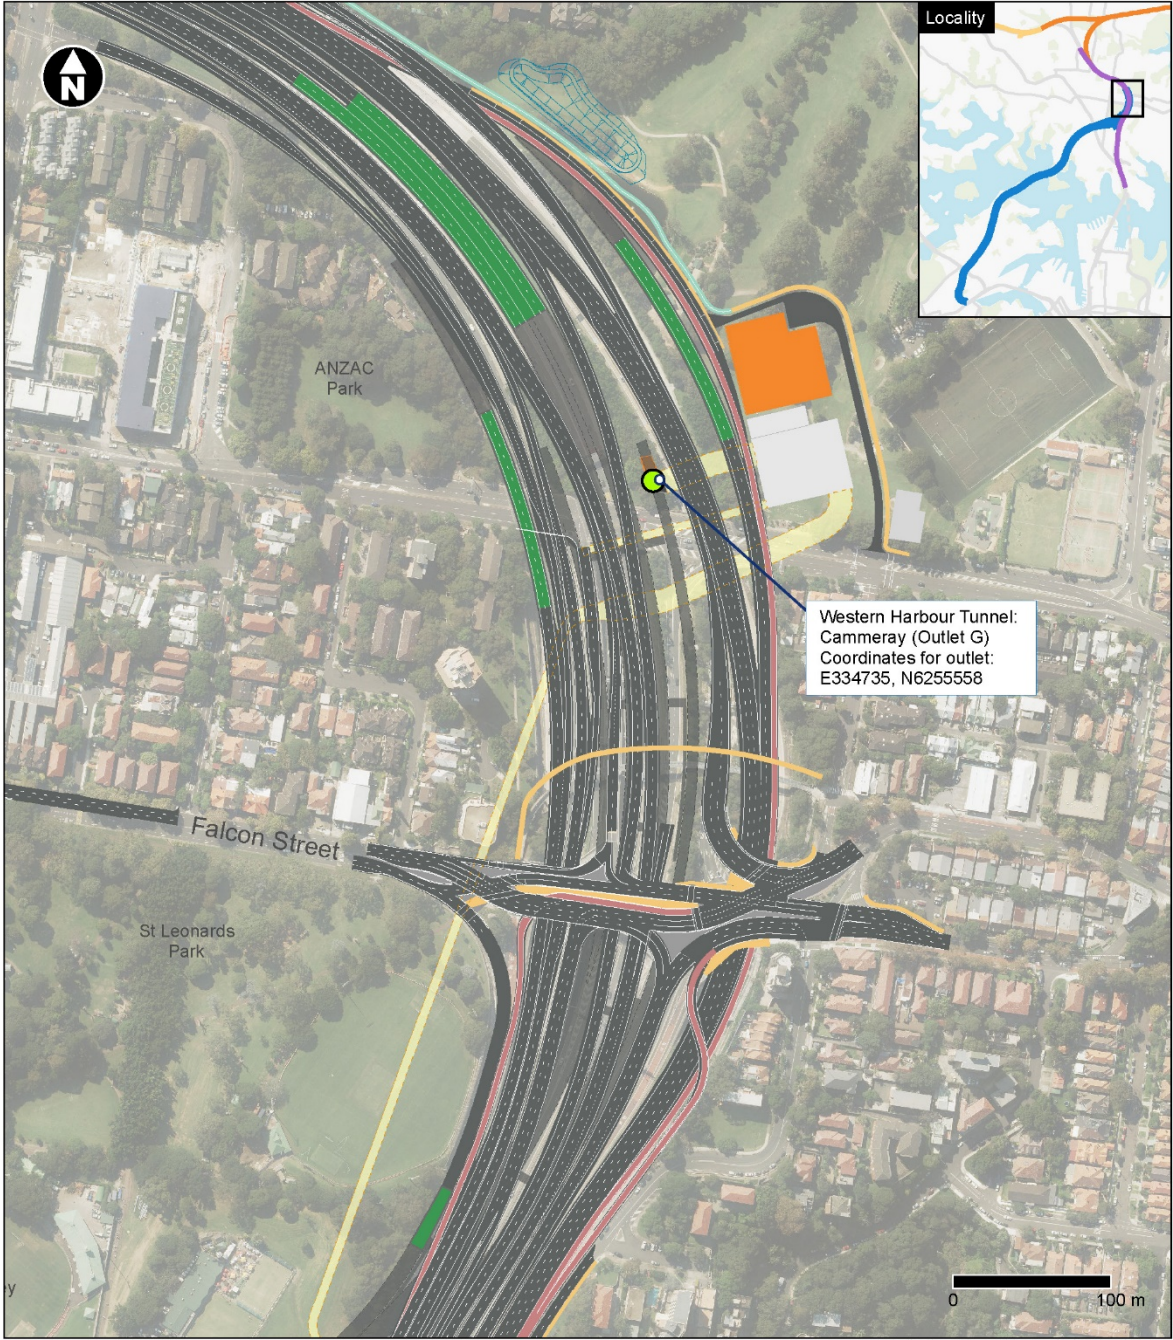 Locality
N
ANZAC
Park
Western Harbour Tunnel:
Cammeray (Outlet G)
Coordinates for outlet:
E334735, N6255558
Falcon Street
St Leonards
Park
ey
0 100 m